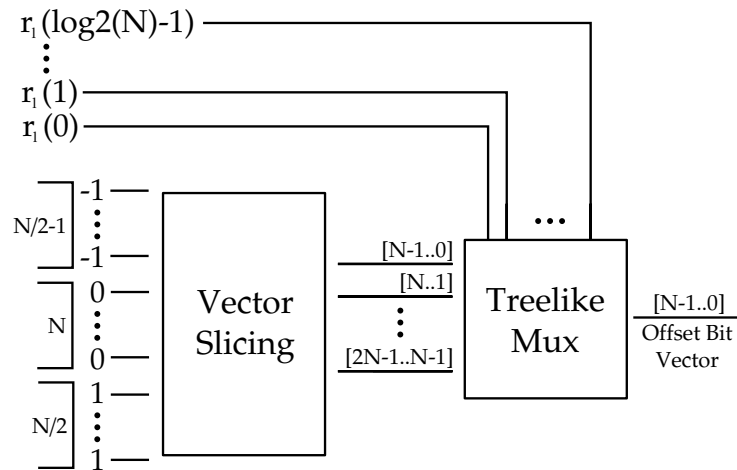 r₁(log2(N)-1)
r₁(1)
r₁(0)
N/2-1
-1
-1
N
0
0
N/2
1
1
Vector
Slicing
[N-1..0]
[N..1]
[2N-1..N-1]
...
Treelike
Mux
[N-1..0]
Offset Bit
Vector